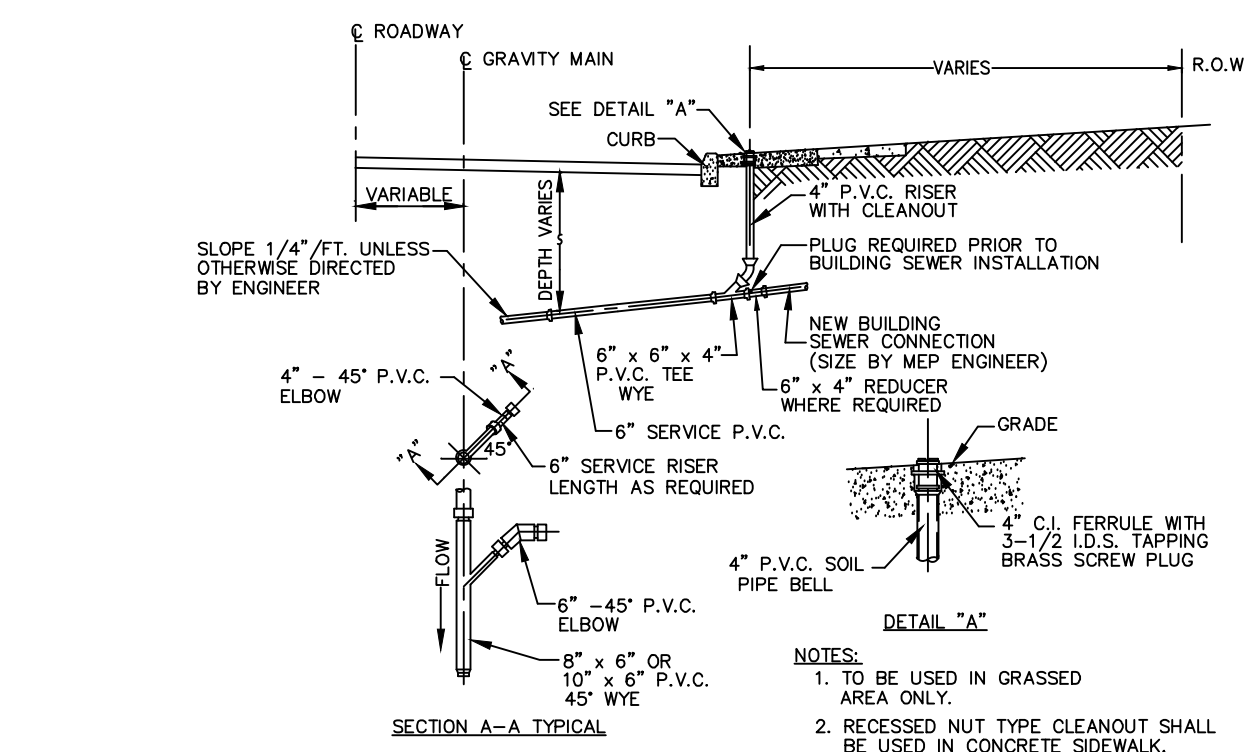 ℄ ROADWAY
℄ GRAVITY MAIN
VARIES
R.O.W
SEE DETAIL "A"
CURB
VARIABLE
DEPTH VARIES
4" P.V.C. RISER
WITH CLEANOUT
SLOPE 1/4"/FT. UNLESS
OTHERWISE DIRECTED
BY ENGINEER
PLUG REQUIRED PRIOR TO
BUILDING SEWER INSTALLATION
NEW BUILDING
SEWER CONNECTION
(SIZE BY MEP ENGINEER)
6" x 6" x 4"
P.V.C. TEE
WYE
6" x 4" REDUCER
WHERE REQUIRED
6" SERVICE P.V.C.
4" - 45° P.V.C.
ELBOW
"A"
"A"
45°
6" SERVICE RISER
LENGTH AS REQUIRED
GRADE
4" C.I. FERRULE WITH
3-1/2 I.D.S. TAPPING
BRASS SCREW PLUG
4" P.V.C. SOIL
PIPE BELL
DETAIL "A"
FLOW
6" -45° P.V.C.
ELBOW
8" x 6" OR
10" x 6" P.V.C.
45° WYE
SECTION A-A TYPICAL
NOTES:
1. TO BE USED IN GRASSED
AREA ONLY.
2. RECESSED NUT TYPE CLEANOUT SHALL
BE USED IN CONCRETE SIDEWALK.